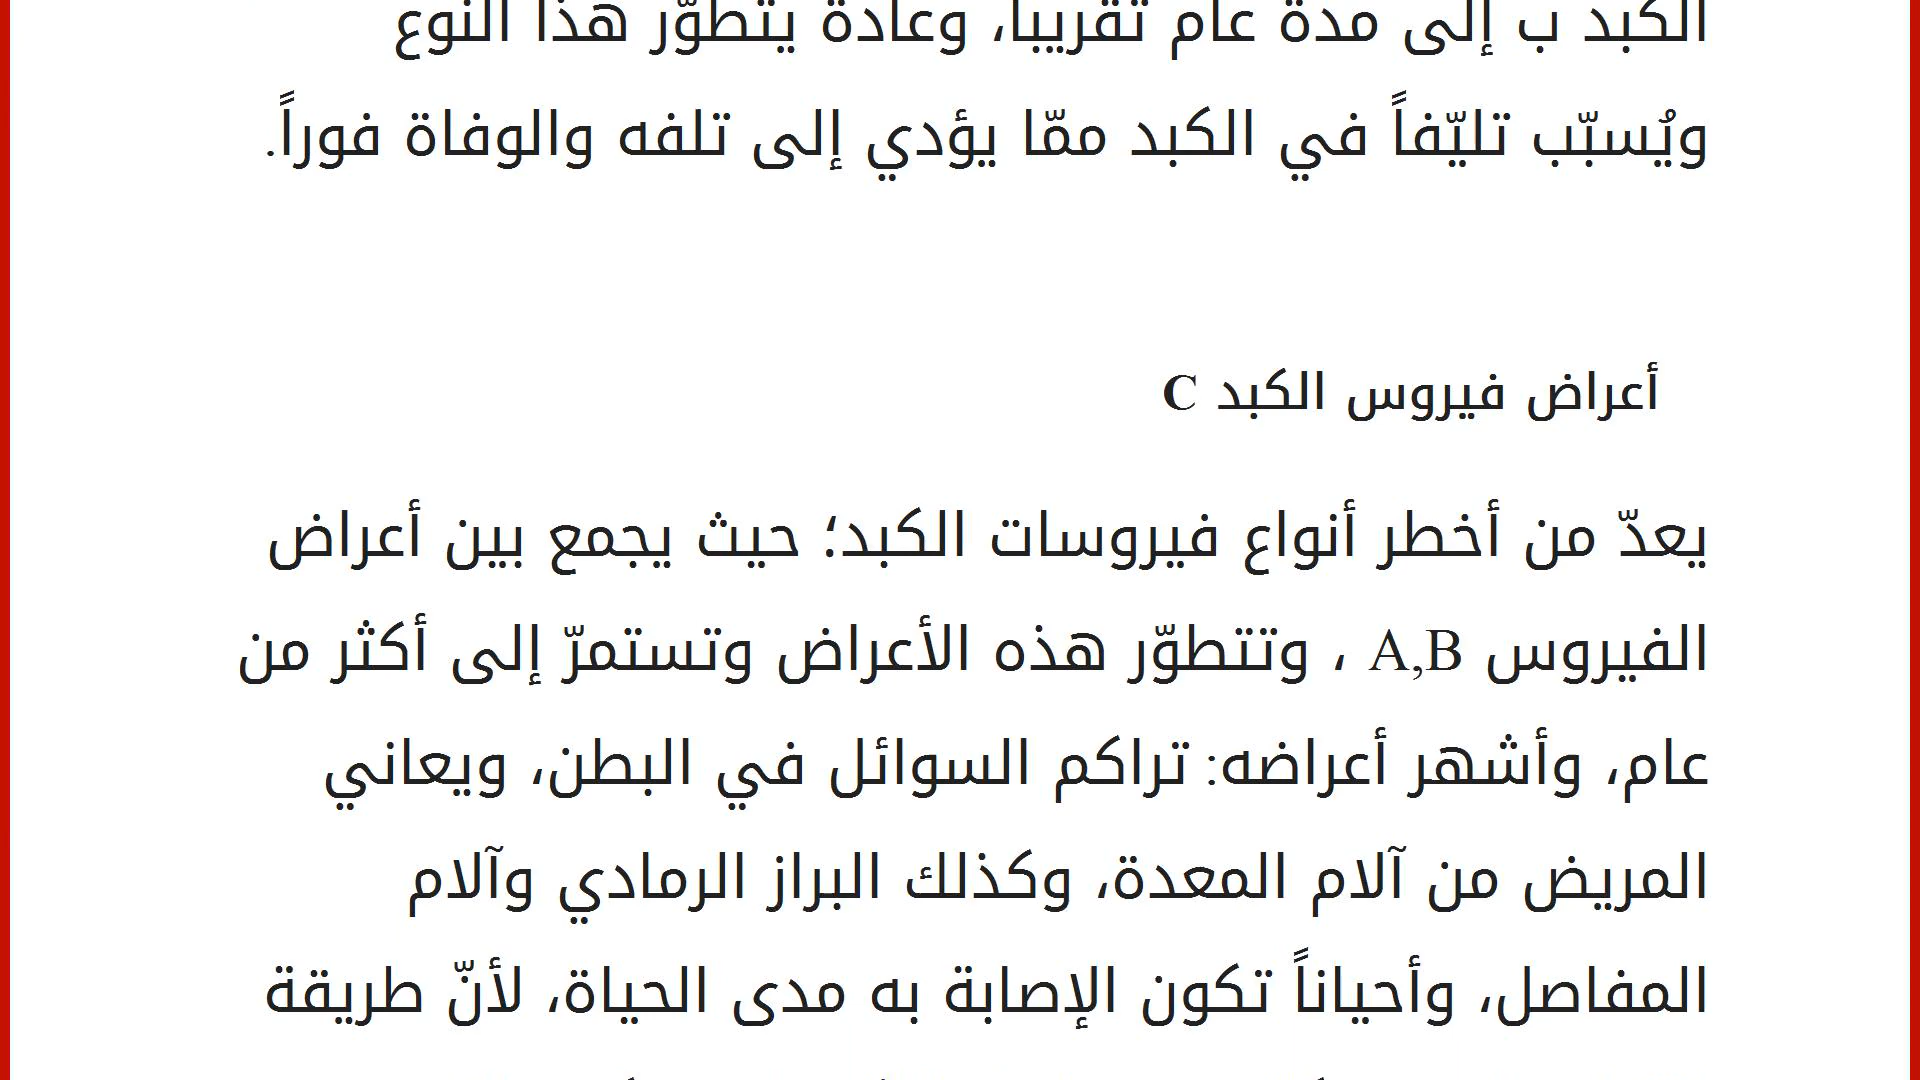 الكبد ب إلى مدة عام تقريباً، وعادة يتطوّر هذا النوع
ويُسبّب تليّفاً في الكبد ممّا يؤدي إلى تلفه والوفاة فوراً.
أعراض فيروس الكبد C
يعدّ من أخطر أنواع فيروسات الكبد؛ حيث يجمع بين أعراض
الفيروس A,B ، وتتطوّر هذه الأعراض وتستمرّ إلى أكثر من
عام، وأشهر أعراضه: تراكم السوائل في البطن، ويعاني
المريض من آلام المعدة، وكذلك البراز الرمادي وآلام
المفاصل، وأحياناً تكون الإصابة به مدى الحياة، لأنّ طريقة